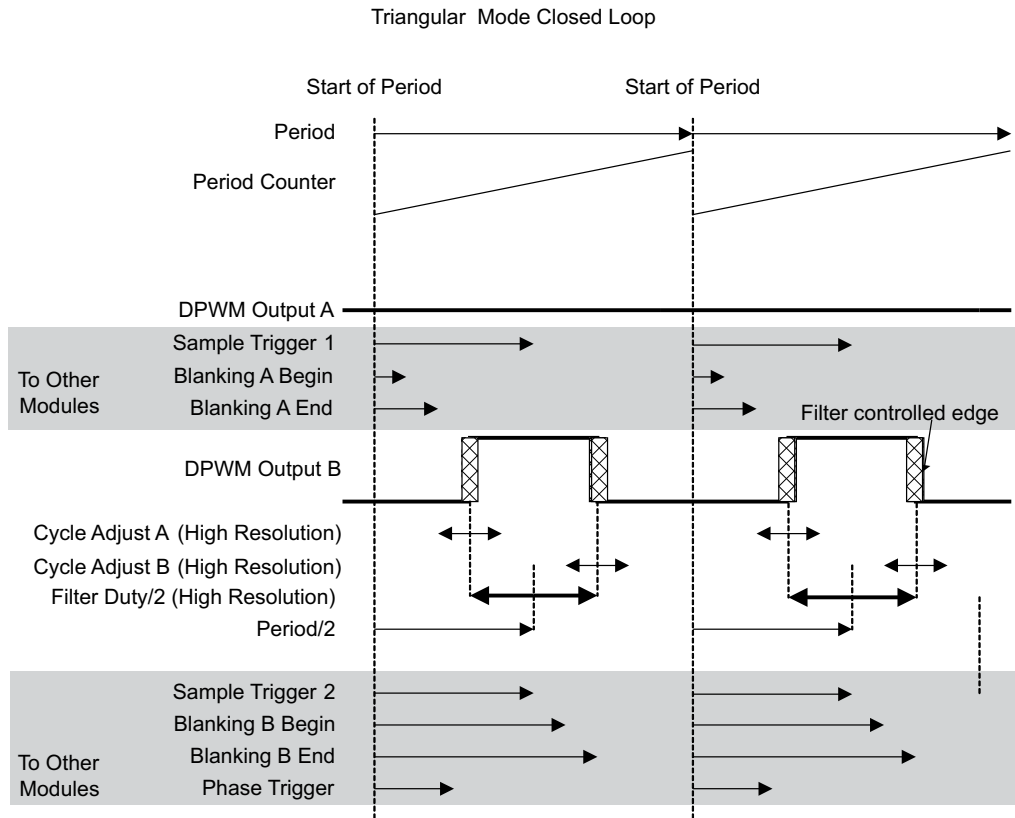 Triangular Mode Closed Loop
Start of Period
Start of Period
Period
Period Counter
DPWM Output A
Sample Trigger 1
To Other
Modules
Blanking A Begin
Blanking A End
Filter controlled edge
DPWM Output B
Cycle Adjust A (High Resolution)
Cycle Adjust B (High Resolution)
Filter Duty/2 (High Resolution)
Period/2
Sample Trigger 2
Blanking B Begin
To Other
Modules
Blanking B End
Phase Trigger